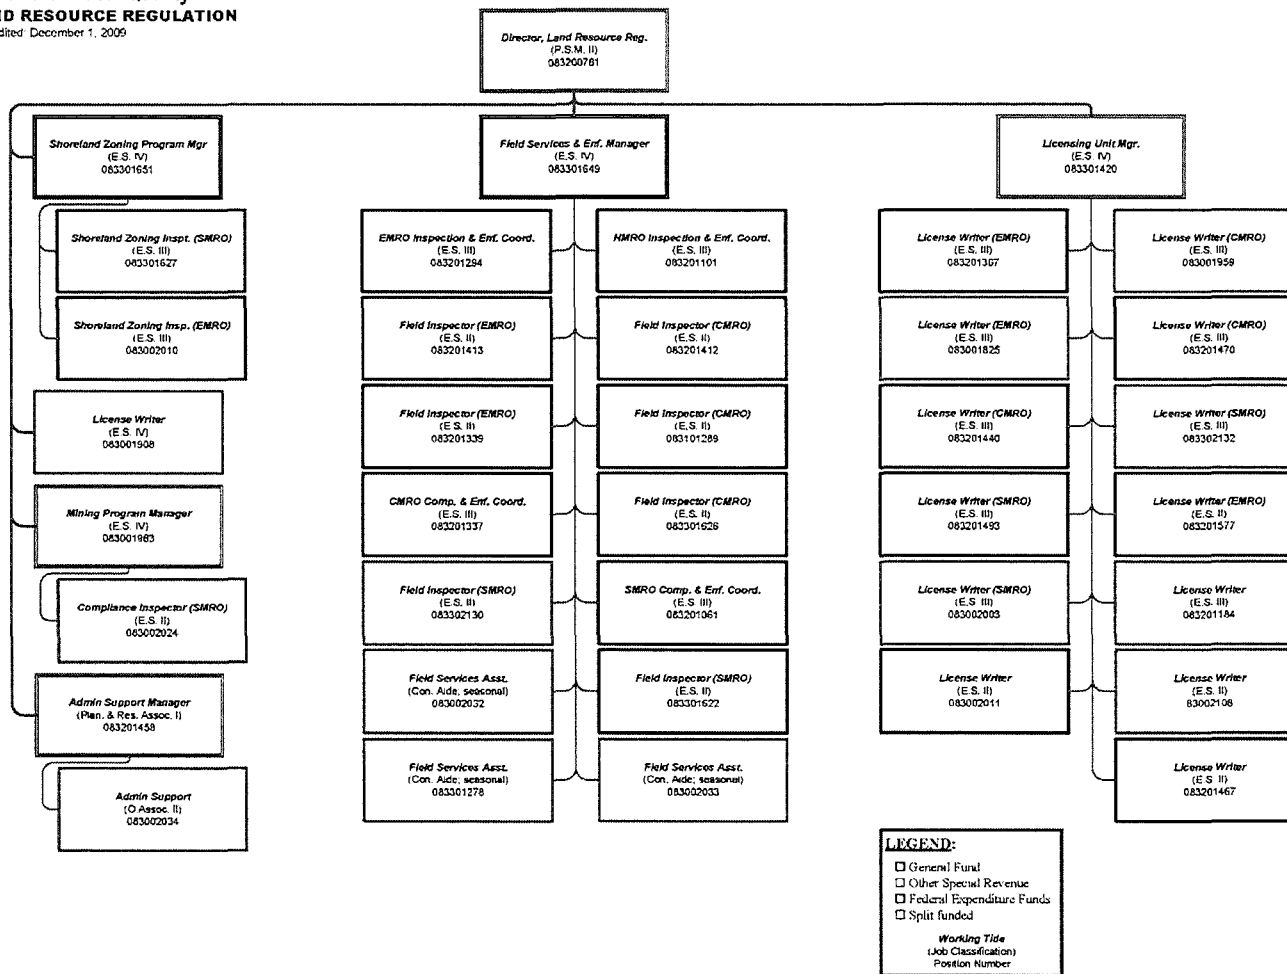 D RESOURCE REGULATION
dited: December 1, 2009
Director, Land Resource Reg.
(P.S.M. II)
083200761
Shoreland Zoning Program Mgr
(E.S. IV)
083301651
Field Services & Enf. Manager
(E.S. IV)
083301649
Licensing Unit Mgr.
(E.S. IV)
083301420
Shoreland Zoning Inspt. (SMRO)
(E.S. III)
083301627
Shoreland Zoning Insp. (EMRO)
(E.S. III)
083002010
License Writer
(E.S. IV)
083001908
Mining Program Manager
(E.S. IV)
083001963
Compliance Inspector (SMRO)
(E.S. II)
083002024
Admin Support Manager
(Plan. & Res. Assoc. I)
083201458
Admin Support
(O.Assoc. II)
083002034
EMRO Inspection & Enf. Coord.
(E.S. III)
083201294
NMRO Inspection & Enf. Coord.
(E.S. III)
083201101
Field Inspector (EMRO)
(E.S. II)
083201413
Field Inspector (CMRO)
(E.S. II)
083201412
Field Inspector (EMRO)
(E.S. II)
083201339
Field Inspector (CMRO)
(E.S. II)
083101289
CMRO Comp. & Enf. Coord.
(E.S. III)
083201337
Field Inspector (CMRO)
(E.S. II)
083301626
Field Inspector (SMRO)
(E.S. II)
083302130
SMRO Comp. & Enf. Coord.
(E.S. III)
083201061
Field Services Asst.
(Con. Aide; seasonal)
083002032
Field Inspector (SMRO)
(E.S. II)
083301622
Field Services Asst.
(Con. Aide; seasonal)
083301278
Field Services Asst.
(Con. Aide; seasonal)
083002033
License Writer (EMRO)
(E.S. III)
083201367
License Writer (CMRO)
(E.S. III)
083001959
License Writer (EMRO)
(E.S. III)
083001825
License Writer (CMRO)
(E.S. III)
083201470
License Writer (CMRO)
(E.S. III)
083201440
License Writer (SMRO)
(E.S. III)
083302132
License Writer (SMRO)
(E.S. III)
083201493
License Writer (EMRO)
(E.S. II)
083201577
License Writer (SMRO)
(E.S. III)
083002003
License Writer
(E.S. III)
083201184
License Writer
(E.S. II)
083002011
License Writer
(E.S. II)
83002108
License Writer
(E.S. II)
083201467
LEGEND:
General Fund
Other Special Revenue
Federal Expenditure Funds
Split funded
Working Title
(Job Classification)
Position Number